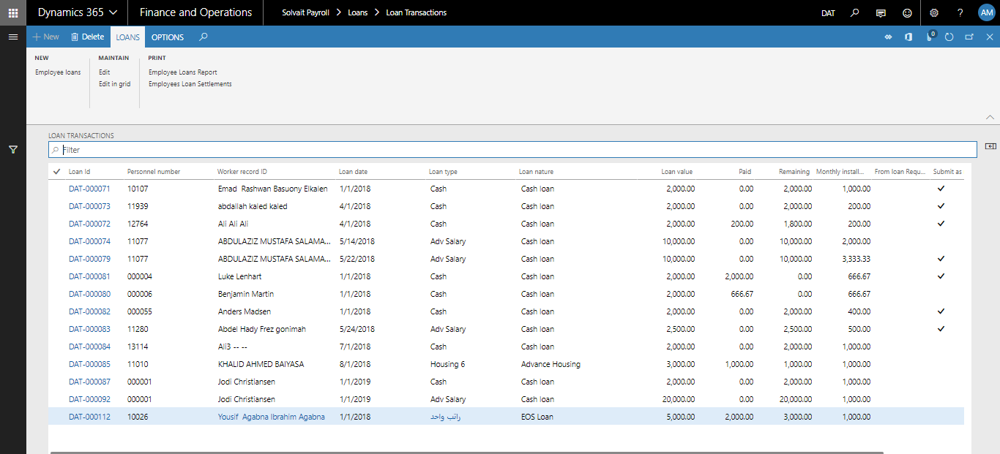 Dynamics 365 Finance and Operations Solvait Payroll > Loans > Loan Transactions DAT ? AM
+ New Delete LOANS OPTIONS 0
NEW MAINTAIN PRINT
Employee loans Edit Employee Loans Report
Edit in grid Employees Loan Settlements
LOAN TRANSACTIONS
Filter
Loan Id Personnel number Worker record ID Loan date Loan type Loan nature Loan value Paid Remaining Monthly install... From loan Requ... Submit as
DAT-000071 10107 Emad Rashwan Basuony Elkalen 1/1/2018 Cash Cash loan 2,000.00 0.00 2,000.00 1,000.00
DAT-000073 11939 abdallah kaled kaled 4/1/2018 Cash Cash loan 2,000.00 0.00 2,000.00 200.00
DAT-000072 12764 Ali Ali Ali 4/1/2018 Cash Cash loan 2,000.00 200.00 1,800.00 200.00
DAT-000074 11077 ABDULAZIZ MUSTAFA SALAMA... 5/14/2018 Adv Salary Cash loan 10,000.00 0.00 10,000.00 2,000.00
DAT-000079 11077 ABDULAZIZ MUSTAFA SALAMA... 5/22/2018 Adv Salary Cash loan 10,000.00 0.00 10,000.00 3,333.33
DAT-000081 000004 Luke Lenhart 1/1/2018 Cash Cash loan 2,000.00 2,000.00 0.00 666.67
DAT-000080 000006 Benjamin Martin 1/1/2018 Cash Cash loan 2,000.00 666.67 0.00 666.67
DAT-000082 000055 Anders Madsen 1/1/2018 Cash Cash loan 2,000.00 0.00 2,000.00 400.00
DAT-000083 11280 Abdel Hady Frez gonimah 5/24/2018 Adv Salary Cash loan 2,500.00 0.00 2,500.00 500.00
DAT-000084 13114 Ali3 -- -- 7/1/2018 Cash Cash loan 2,000.00 0.00 2,000.00 1,000.00
DAT-000085 11010 KHALID AHMED BAIYASA 8/1/2018 Housing 6 Advance Housing 3,000.00 1,000.00 1,000.00 1,000.00
DAT-000087 000001 Jodi Christiansen 1/1/2019 Cash Cash loan 2,000.00 0.00 2,000.00 1,000.00
DAT-000092 000001 Jodi Christiansen 1/1/2019 Adv Salary Cash loan 20,000.00 0.00 20,000.00 1,000.00
DAT-000112 10026 Yousif Agabna Ibrahim Agabna 1/1/2018 راتب واحد EOS Loan 5,000.00 2,000.00 3,000.00 1,000.00